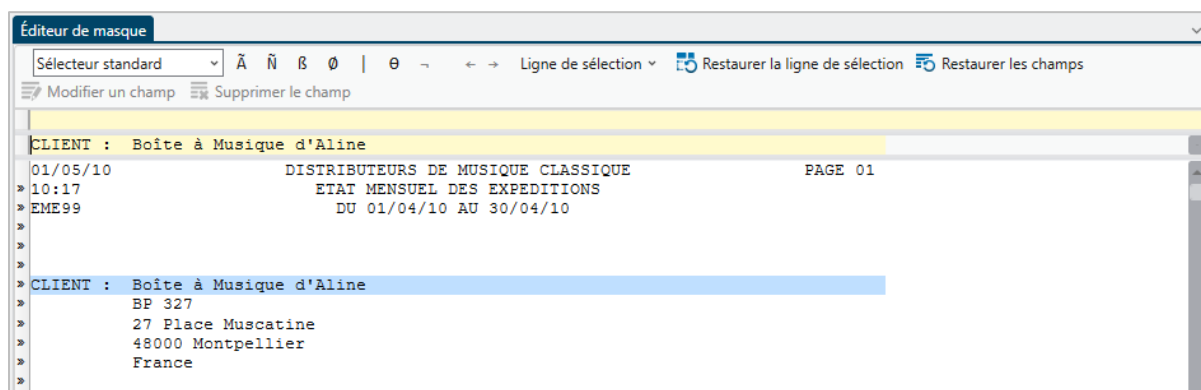 Éditeur de masque
Sélecteur standard Ã Ñ ß Ø | θ ¬ ← → Ligne de sélection Restaurer la ligne de sélection Restaurer les champs
Modifier un champ Supprimer le champ
CLIENT : Boîte à Musique d'Aline
01/05/10 DISTRIBUTEURS DE MUSIQUE CLASSIQUE PAGE 01
» 10:17 ETAT MENSUEL DES EXPEDITIONS
» EME99 DU 01/04/10 AU 30/04/10
»
»
»
» CLIENT : Boîte à Musique d'Aline
» BP 327
» 27 Place Muscatine
» 48000 Montpellier
» France
»